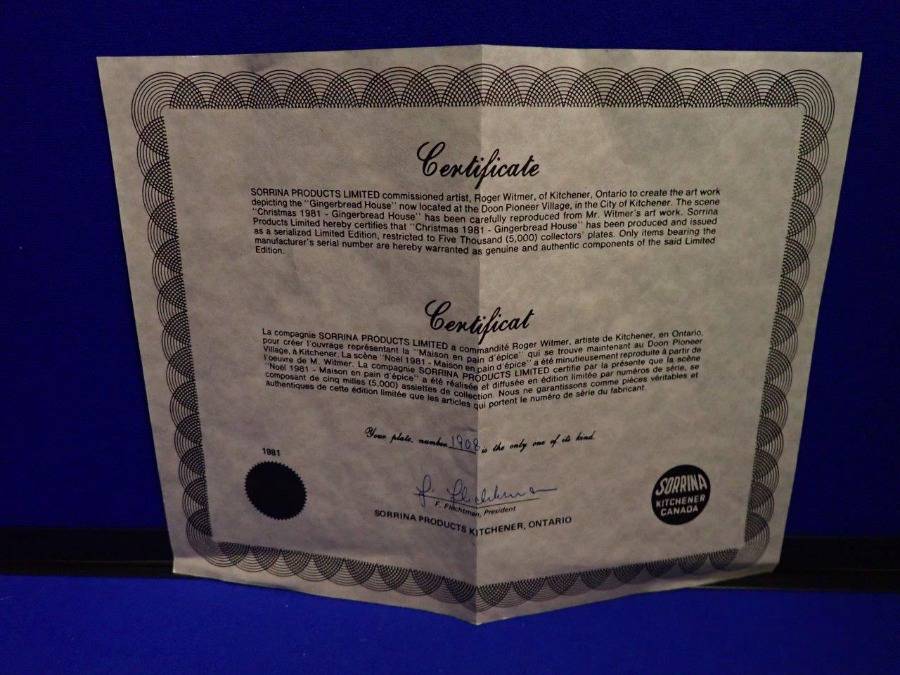 Certificate
SORRINA PRODUCTS LIMITED commissioned artist, Roger Witmer, of Kitchener, Ontario to create the art work
depicting the "Gingerbread House" now located at the Doon Pioneer Village, in the City of Kitchener. The scene
"Christmas 1981 - Gingerbread House" has been carefully reproduced from Mr. Witmer's art work. Sorrina
Products Limited hereby certifies that "Christmas 1981 - Gingerbread House" has been produced and issued
as a serialized Limited Edition, restricted to Five Thousand (5,000) collectors' plates. Only items bearing the
manufacturer's serial number are hereby warranted as genuine and authentic components of the said Limited
Edition.
Certificat
La compagnie SORRINA PRODUCTS LIMITED a commandité Roger Witmer, artiste de Kitchener, en Ontario,
pour créer l'ouvrage représentant la "Maison en pain d'épice" qui se trouve maintenant au Doon Pioneer
Village, à Kitchener. La scène "Noël 1981 - Maison en pain d'épice" a été minutieusement reproduite à partir de
l'oeuvre de M. Witmer. La compagnie SORRINA PRODUCTS LIMITED certifie par la présente que la scène
"Noël 1981 - Maison en pain d'épice" a été réalisée et diffusée en édition limitée par numéros de série, se
composant de cinq milles (5,000) assiettes de collection. Nous ne garantissons comme pièces véritables et
authentiques de cette édition limitée que les articles qui portent le numéro de série du fabricant.
Your plate, number 1908 is the only one of its kind.
1981
F. Flechtman, President
SORRINA PRODUCTS KITCHENER, ONTARIO
SORRINA
KITCHENER
CANADA